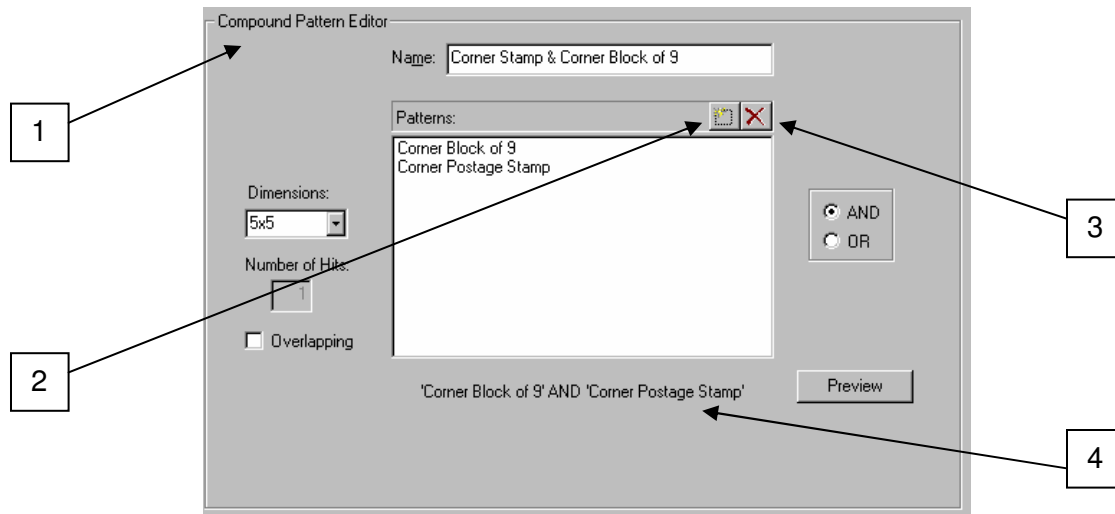 Compound Pattern Editor
Name: Corner Stamp & Corner Block of 9
1
Patterns:
Corner Block of 9
Corner Postage Stamp
Dimensions:
5x5
AND
OR
3
Number of Hits:
1
Overlapping
2
'Corner Block of 9' AND 'Corner Postage Stamp'
Preview
4